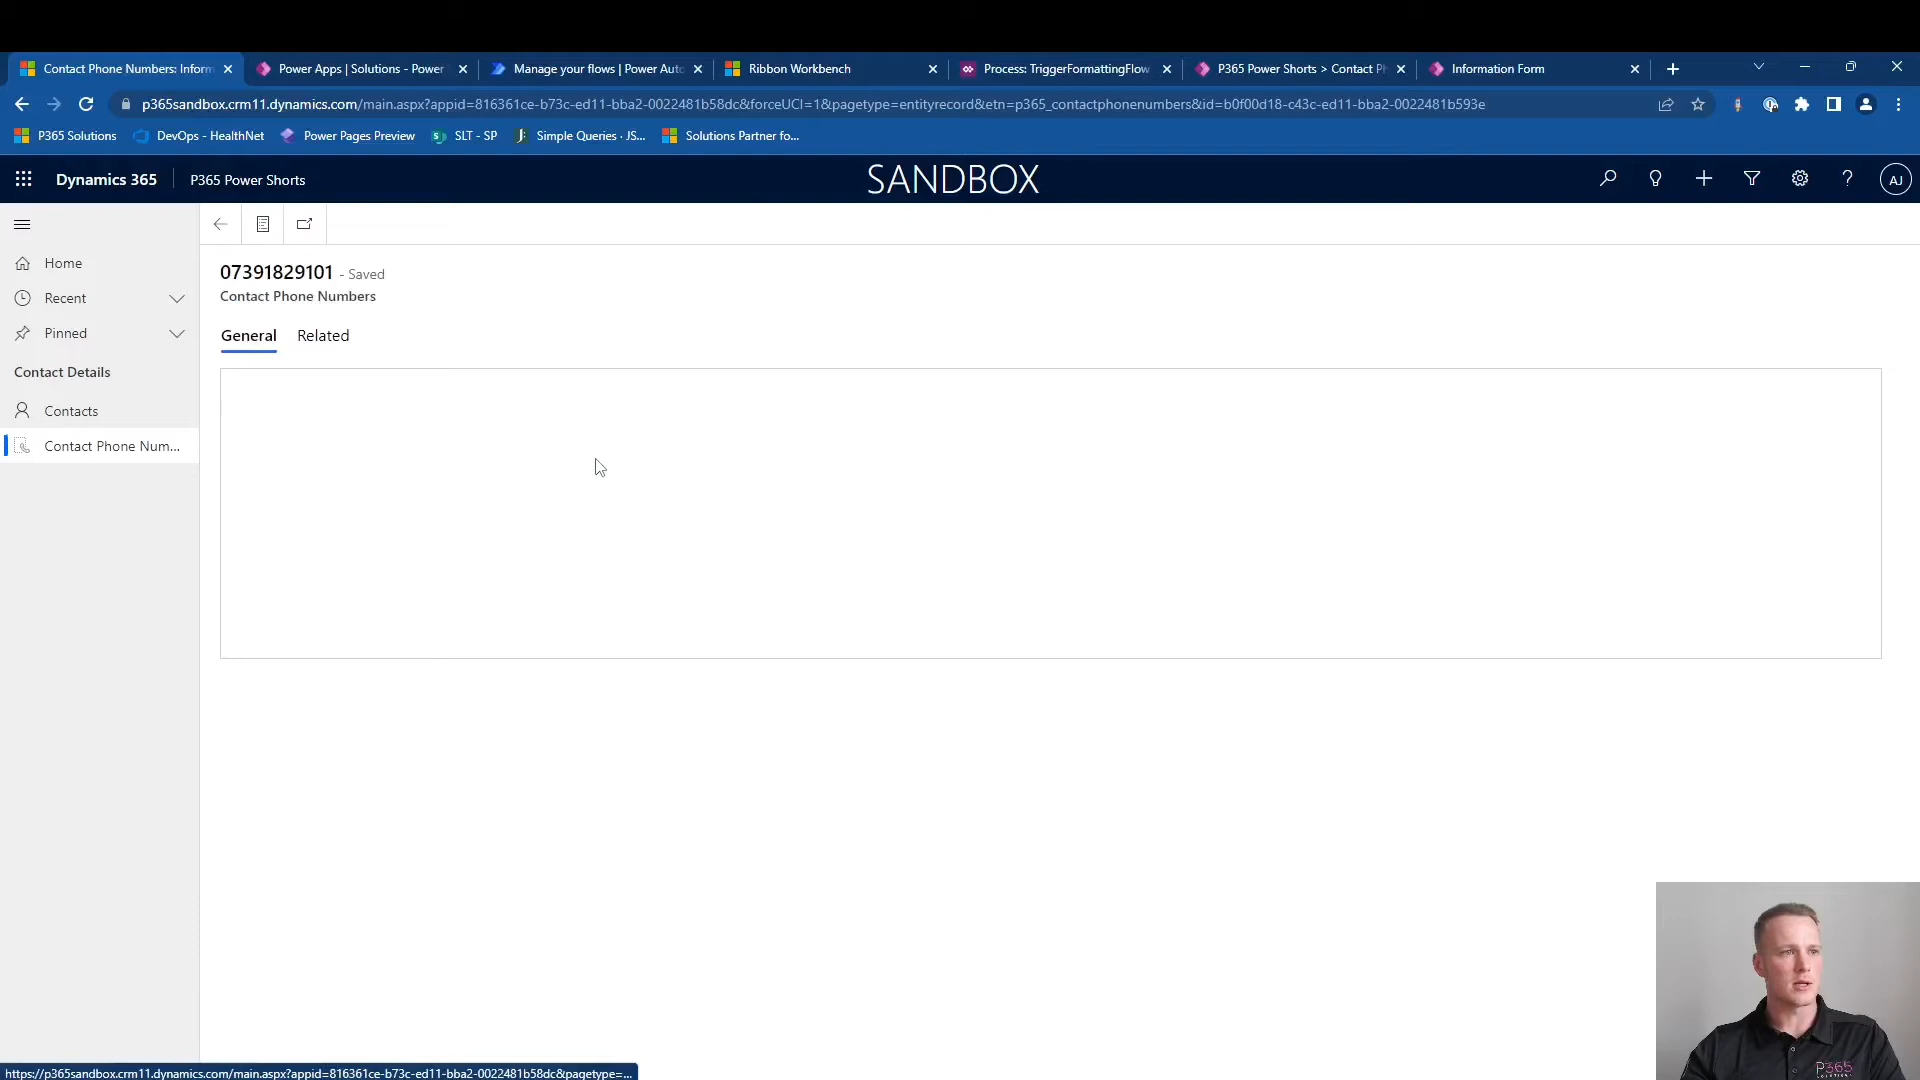 Contact Phone Numbers: Inform
Power Apps | Solutions - Power
Manage your flows | Power Auto
Ribbon Workbench
Process: TriggerFormattingFlow
P365 Power Shorts > Contact Ph
Information Form
p365sandbox.crm11.dynamics.com/main.aspx?appid=816361ce-b73c-ed11-bba2-0022481b58dc&forceUCI=1&pagetype=entityrecord&etn=p365_contactphonenumbers&id=b0f00d18-c43c-ed11-bba2-0022481b593e
P365 Solutions
DevOps - HealthNet
Power Pages Preview
SLT - SP
Simple Queries · JS...
Solutions Partner fo...
Dynamics 365
P365 Power Shorts
SANDBOX
AJ
07391829101 - Saved
Contact Phone Numbers
General
Related
Home
Recent
Pinned
Contact Details
Contacts
Contact Phone Num...
P365
https://p365sandbox.crm11.dynamics.com/main.aspx?appid=816361ce-b73c-ed11-bba2-0022481b58dc&pagetype=...